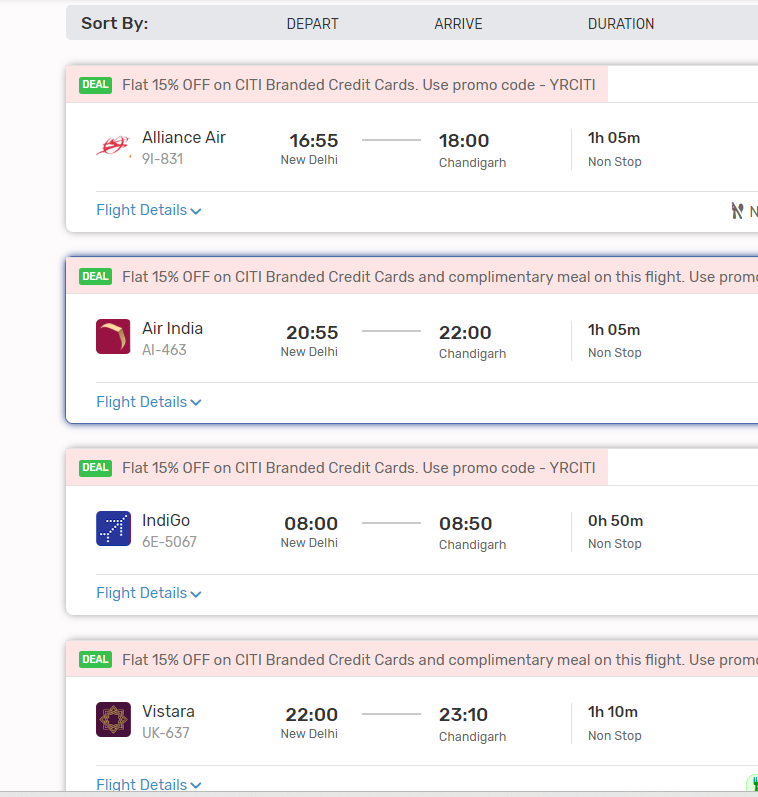 Sort By: DEPART ARRIVE DURATION
DEAL Flat 15% OFF on CITI Branded Credit Cards. Use promo code - YRCITI
Alliance Air 16:55 18:00 1h 05m
9I-831 New Delhi Chandigarh Non Stop
Flight Details N
DEAL Flat 15% OFF on CITI Branded Credit Cards and complimentary meal on this flight. Use promo
Air India 20:55 22:00 1h 05m
AI-463 New Delhi Chandigarh Non Stop
Flight Details
DEAL Flat 15% OFF on CITI Branded Credit Cards. Use promo code - YRCITI
IndiGo 08:00 08:50 0h 50m
6E-5067 New Delhi Chandigarh Non Stop
Flight Details
DEAL Flat 15% OFF on CITI Branded Credit Cards and complimentary meal on this flight. Use promo
Vistara 22:00 23:10 1h 10m
UK-637 New Delhi Chandigarh Non Stop
Flight Details